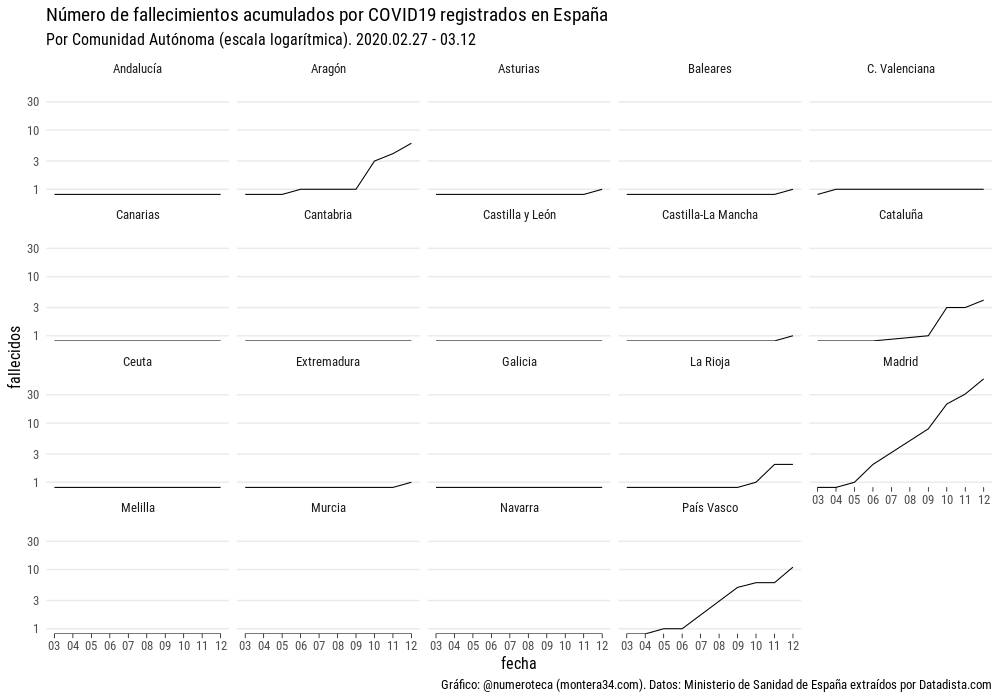 Número de fallecimientos acumulados por COVID19 registrados en España
Por Comunidad Autónoma (escala logarítmica). 2020.02.27 - 03.12
Andalucía Aragón Asturias Baleares C. Valenciana
30
10
3
1
Canarias Cantabria Castilla y León Castilla-La Mancha Cataluña
30
10
3
1
fallecidos
Ceuta Extremadura Galicia La Rioja Madrid
30
10
3
1
03 04 05 06 07 08 09 10 11 12
Melilla Murcia Navarra País Vasco
30
10
3
1
03 04 05 06 07 08 09 10 11 12 03 04 05 06 07 08 09 10 11 12 03 04 05 06 07 08 09 10 11 12 03 04 05 06 07 08 09 10 11 12
fecha
Gráfico: @numeroteca (montera34.com). Datos: Ministerio de Sanidad de España extraídos por Datadista.com